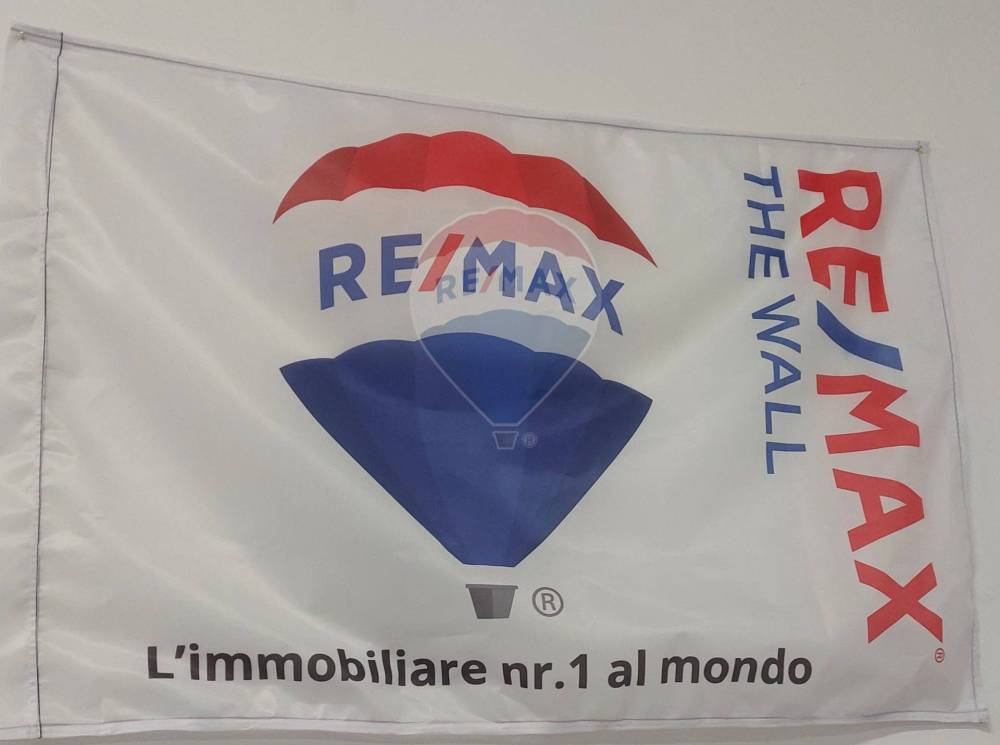 RE/MAX
RE/MAX
®
®
L'immobiliare nr.1 al mondo
RE/MAX
®
THE WALL